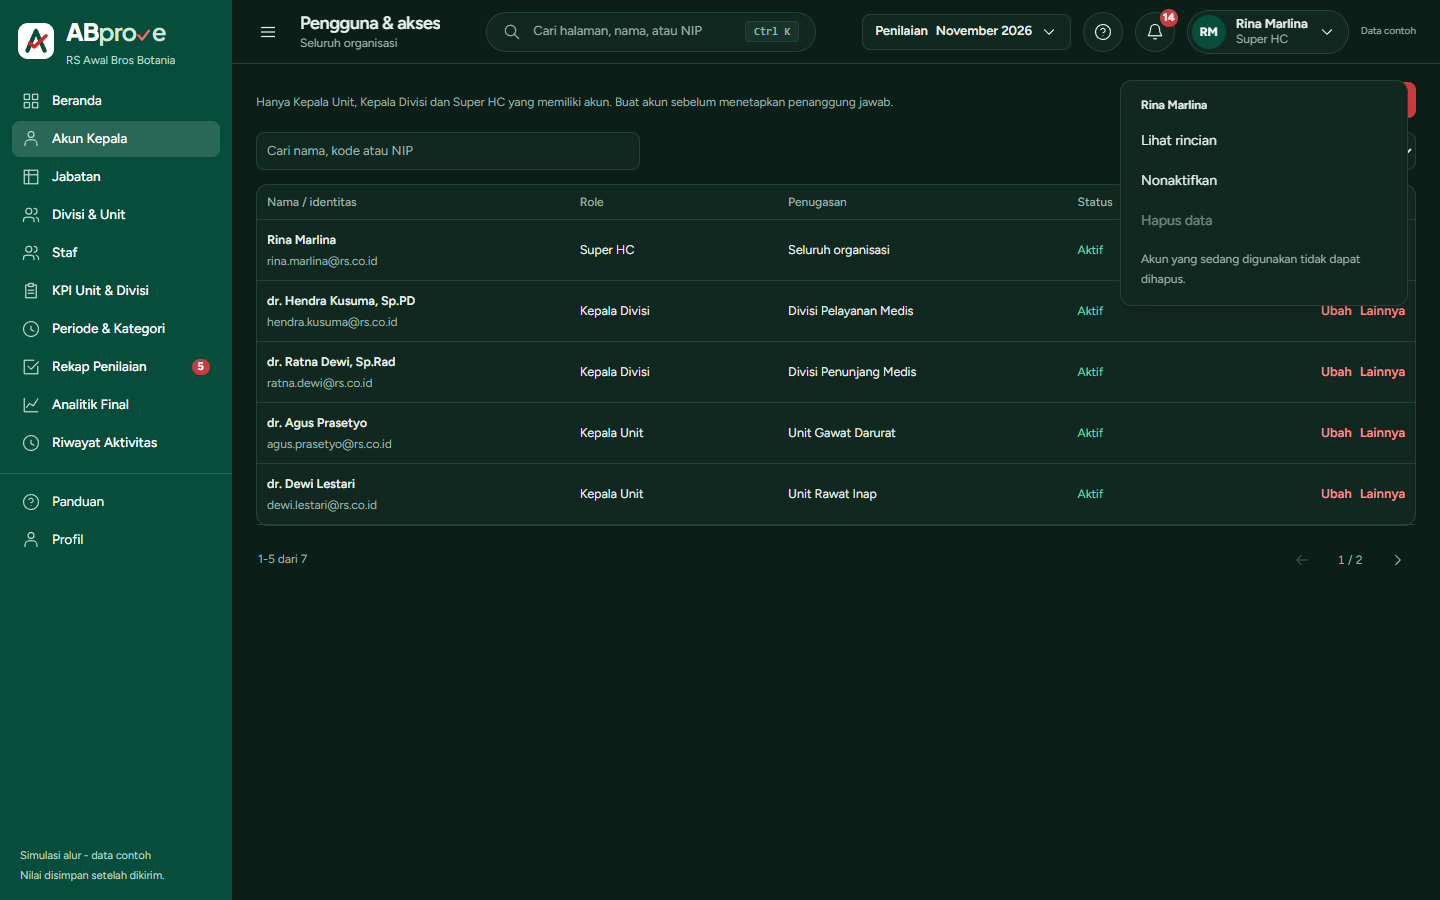 ABprove
RS Awal Bros Botania
Beranda
Akun Kepala
Jabatan
Divisi & Unit
Staf
KPI Unit & Divisi
Periode & Kategori
Rekap Penilaian 5
Analitik Final
Riwayat Aktivitas
Panduan
Profil
Simulasi alur - data contoh
Nilai disimpan setelah dikirim.
Pengguna & akses
Seluruh organisasi
Cari halaman, nama, atau NIP Ctrl K
Penilaian November 2026
14
RM
Rina Marlina
Super HC
Data contoh
Hanya Kepala Unit, Kepala Divisi dan Super HC yang memiliki akun. Buat akun sebelum menetapkan penanggung jawab.
Cari nama, kode atau NIP
Rina Marlina
Lihat rincian
Nonaktifkan
Hapus data
Akun yang sedang digunakan tidak dapat
dihapus.
Nama / identitas Role Penugasan Status
Rina Marlina
rina.marlina@rs.co.id
Super HC Seluruh organisasi Aktif
dr. Hendra Kusuma, Sp.PD
hendra.kusuma@rs.co.id
Kepala Divisi Divisi Pelayanan Medis Aktif Ubah Lainnya
dr. Ratna Dewi, Sp.Rad
ratna.dewi@rs.co.id
Kepala Divisi Divisi Penunjang Medis Aktif Ubah Lainnya
dr. Agus Prasetyo
agus.prasetyo@rs.co.id
Kepala Unit Unit Gawat Darurat Aktif Ubah Lainnya
dr. Dewi Lestari
dewi.lestari@rs.co.id
Kepala Unit Unit Rawat Inap Aktif Ubah Lainnya
1-5 dari 7
1 / 2